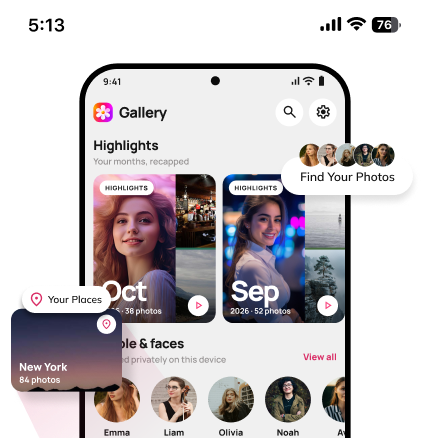 5:13
76
9:41
Gallery
Highlights
Your months, recapped
HIGHLIGHTS
HIGHLIGHTS
Find Your Photos
Oct
38 photos
Sep
2026 · 52 photos
Your Places
New York
84 photos
& faces
privately on this device
View all
Emma
Liam
Olivia
Noah